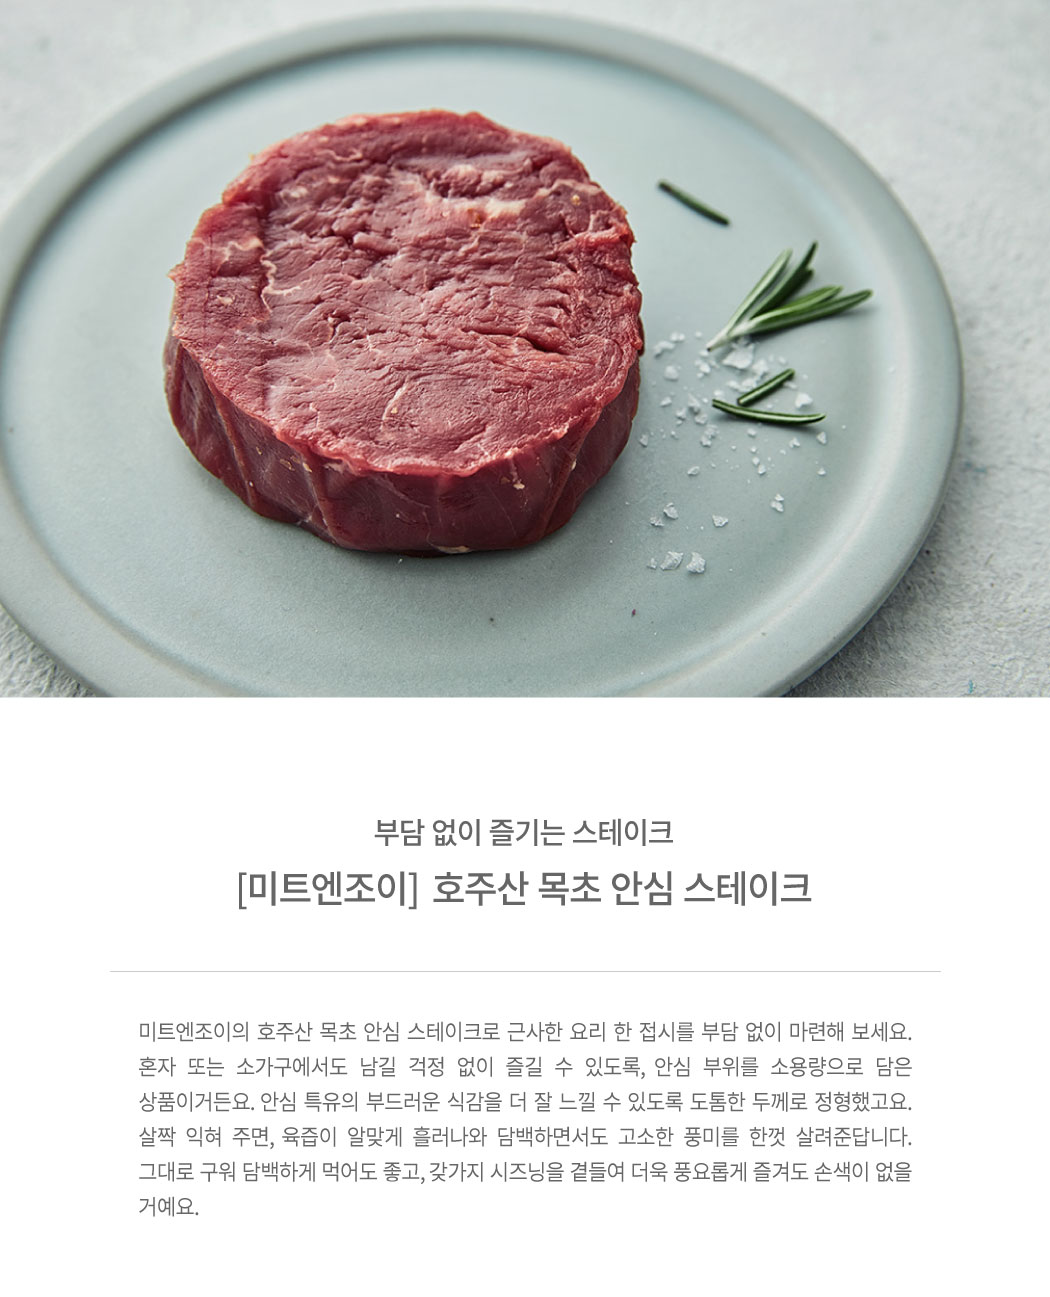 부담 없이 즐기는 스테이크
[미트엔조이] 호주산 목초 안심 스테이크
미트엔조이의 호주산 목초 안심 스테이크로 근사한 요리 한 접시를 부담 없이 마련해 보세요.
혼자 또는 소가구에서도 남길 걱정 없이 즐길 수 있도록, 안심 부위를 소용량으로 담은
상품이거든요. 안심 특유의 부드러운 식감을 더 잘 느낄 수 있도록 도톰한 두께로 정형했고요.
살짝 익혀 주면, 육즙이 알맞게 흘러나와 담백하면서도 고소한 풍미를 한껏 살려준답니다.
그대로 구워 담백하게 먹어도 좋고, 갖가지 시즈닝을 곁들여 더욱 풍요롭게 즐겨도 손색이 없을
거예요.